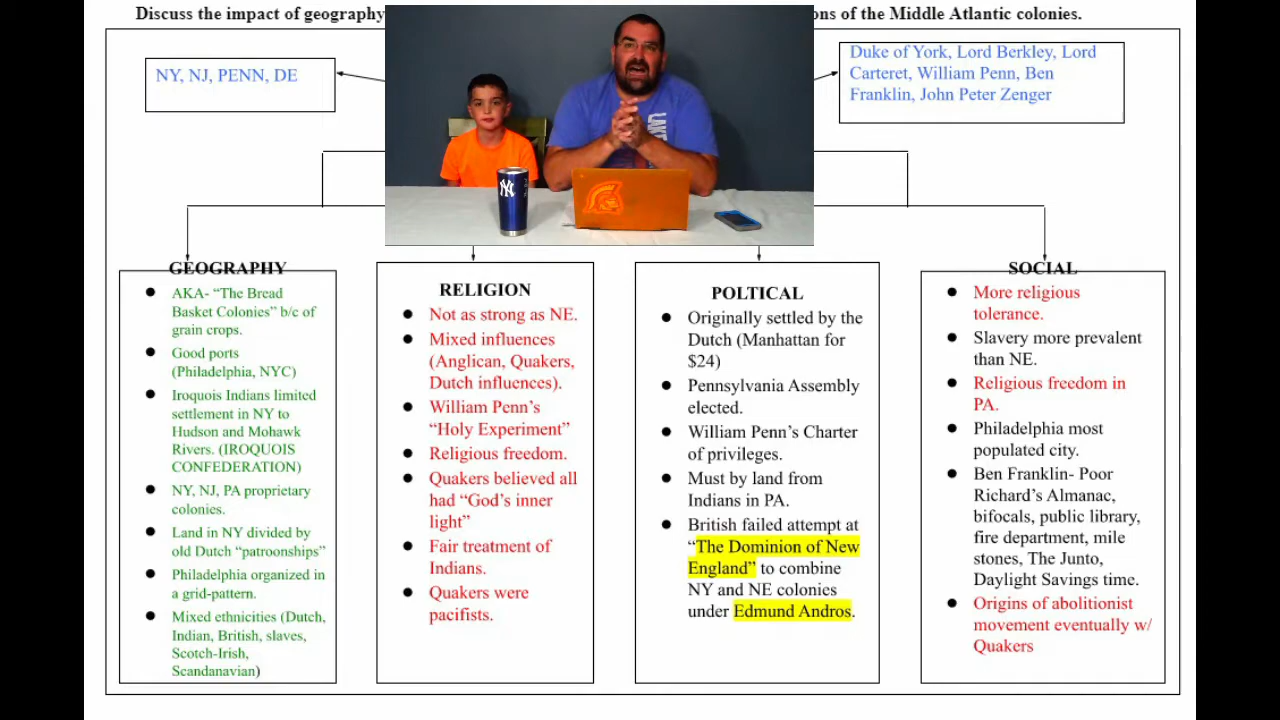 Discuss the impact of geography
ons of the Middle Atlantic colonies.
NY, NJ, PENN, DE
Duke of York, Lord Berkley, Lord
Carteret, William Penn, Ben
Franklin, John Peter Zenger
LAKE
NY
GEOGRAPHY
AKA- “The Bread
Basket Colonies” b/c of
grain crops.
Good ports
(Philadelphia, NYC)
Iroquois Indians limited
settlement in NY to
Hudson and Mohawk
Rivers. (IROQUOIS
CONFEDERATION)
NY, NJ, PA proprietary
colonies.
Land in NY divided by
old Dutch “patroonships”
Philadelphia organized in
a grid-pattern.
Mixed ethnicities (Dutch,
Indian, British, slaves,
Scotch-Irish,
Scandanavian)
RELIGION
Not as strong as NE.
Mixed influences
(Anglican, Quakers,
Dutch influences).
William Penn’s
“Holy Experiment”
Religious freedom.
Quakers believed all
had “God’s inner
light”
Fair treatment of
Indians.
Quakers were
pacifists.
POLTICAL
Originally settled by the
Dutch (Manhattan for
$24)
Pennsylvania Assembly
elected.
William Penn’s Charter
of privileges.
Must by land from
Indians in PA.
British failed attempt at
“The Dominion of New
England” to combine
NY and NE colonies
under Edmund Andros.
SOCIAL
More religious
tolerance.
Slavery more prevalent
than NE.
Religious freedom in
PA.
Philadelphia most
populated city.
Ben Franklin- Poor
Richard’s Almanac,
bifocals, public library,
fire department, mile
stones, The Junto,
Daylight Savings time.
Origins of abolitionist
movement eventually w/
Quakers